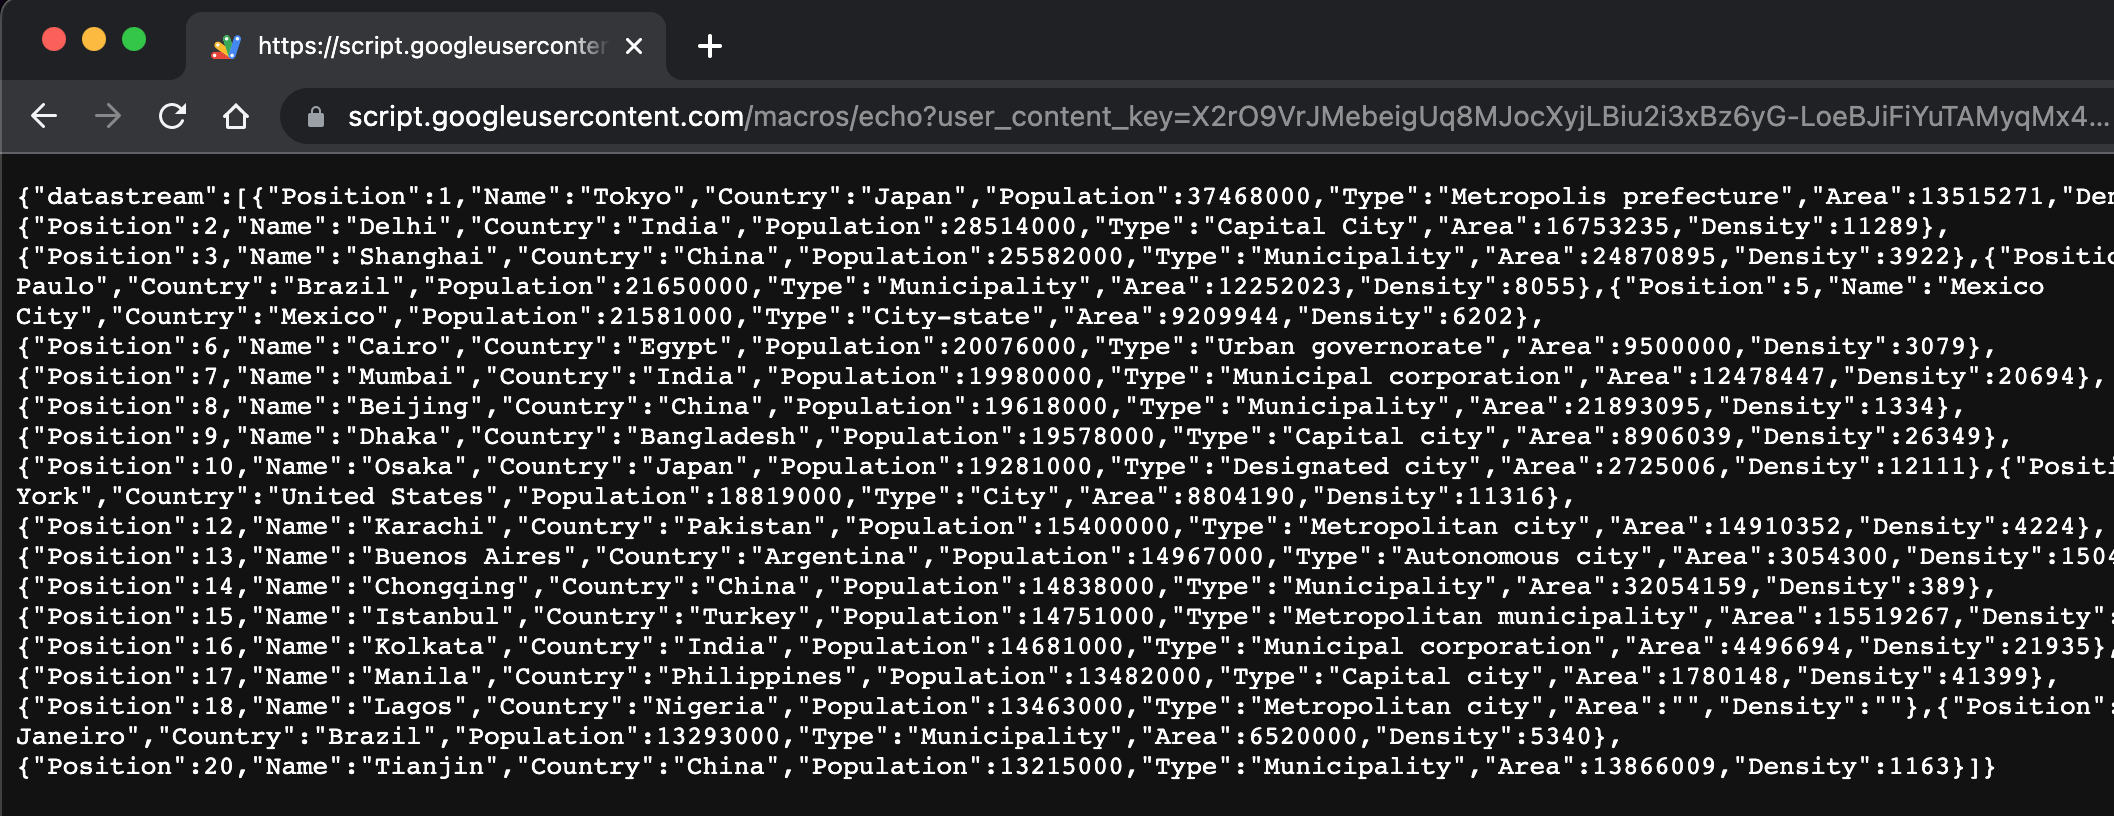 https://script.googleuserconte
script.googleusercontent.com/macros/echo?user_content_key=X2rO9VrJMebeigUq8MJocXyjLBiu2i3xBz6yG-LoeBJiFiYuTAMyqMx4...
{"datastream":[{"Position":1,"Name":"Tokyo","Country":"Japan","Population":37468000,"Type":"Metropolis prefecture","Area":13515271,"Den
{"Position":2,"Name":"Delhi","Country":"India","Population":28514000,"Type":"Capital City","Area":16753235,"Density":11289},
{"Position":3,"Name":"Shanghai","Country":"China","Population":25582000,"Type":"Municipality","Area":24870895,"Density":3922},{"Positio
Paulo","Country":"Brazil","Population":21650000,"Type":"Municipality","Area":12252023,"Density":8055},{"Position":5,"Name":"Mexico
City","Country":"Mexico","Population":21581000,"Type":"City-state","Area":9209944,"Density":6202},
{"Position":6,"Name":"Cairo","Country":"Egypt","Population":20076000,"Type":"Urban governorate","Area":9500000,"Density":3079},
{"Position":7,"Name":"Mumbai","Country":"India","Population":19980000,"Type":"Municipal corporation","Area":12478447,"Density":20694},
{"Position":8,"Name":"Beijing","Country":"China","Population":19618000,"Type":"Municipality","Area":21893095,"Density":1334},
{"Position":9,"Name":"Dhaka","Country":"Bangladesh","Population":19578000,"Type":"Capital city","Area":8906039,"Density":26349},
{"Position":10,"Name":"Osaka","Country":"Japan","Population":19281000,"Type":"Designated city","Area":2725006,"Density":12111},{"Positi
York","Country":"United States","Population":18819000,"Type":"City","Area":8804190,"Density":11316},
{"Position":12,"Name":"Karachi","Country":"Pakistan","Population":15400000,"Type":"Metropolitan city","Area":14910352,"Density":4224},
{"Position":13,"Name":"Buenos Aires","Country":"Argentina","Population":14967000,"Type":"Autonomous city","Area":3054300,"Density":1504
{"Position":14,"Name":"Chongqing","Country":"China","Population":14838000,"Type":"Municipality","Area":32054159,"Density":389},
{"Position":15,"Name":"Istanbul","Country":"Turkey","Population":14751000,"Type":"Metropolitan municipality","Area":15519267,"Density":
{"Position":16,"Name":"Kolkata","Country":"India","Population":14681000,"Type":"Municipal corporation","Area":4496694,"Density":21935},
{"Position":17,"Name":"Manila","Country":"Philippines","Population":13482000,"Type":"Capital city","Area":1780148,"Density":41399},
{"Position":18,"Name":"Lagos","Country":"Nigeria","Population":13463000,"Type":"Metropolitan city","Area":"","Density":""},{"Position":
Janeiro","Country":"Brazil","Population":13293000,"Type":"Municipality","Area":6520000,"Density":5340},
{"Position":20,"Name":"Tianjin","Country":"China","Population":13215000,"Type":"Municipality","Area":13866009,"Density":1163}]}